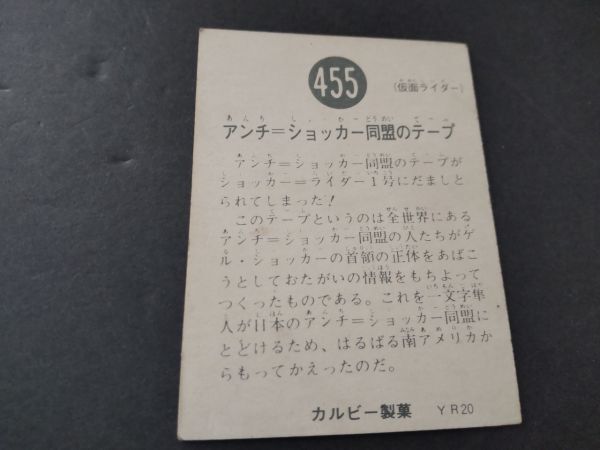 455
(仮面ライダー)
アンチ=ショッカー同盟のテープ
アンチ=ショッカー同盟のテープが
ショッカー=ライダー1号にだましと
られてしまった!
このテープというのは全世界にある
アンチ=ショッカー同盟の人たちがゲ
ル・ショッカーの首領の正体をあばこ
うとしておたがいの情報をもちよって
つくったものである。これを一文字隼
人が日本のアンチ=ショッカー同盟に
とどけるため、はるばる南アメリカか
らもってかえったのだ。
カルビー製菓 YR20